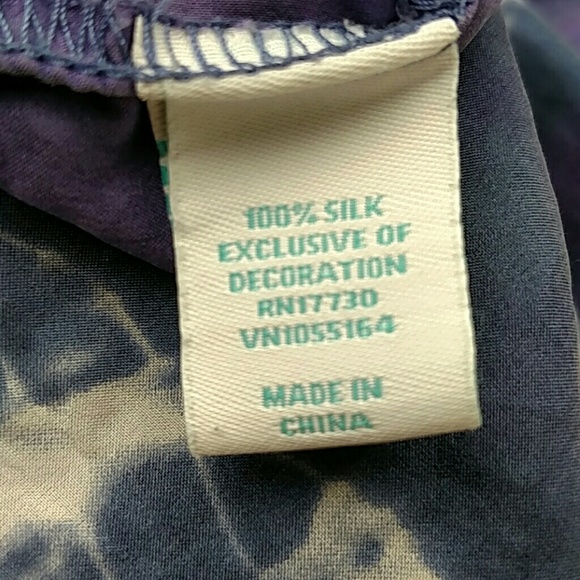 100% SILK
EXCLUSIVE OF
DECORATION
RN17730
VN1055164
MADE IN
CHINA